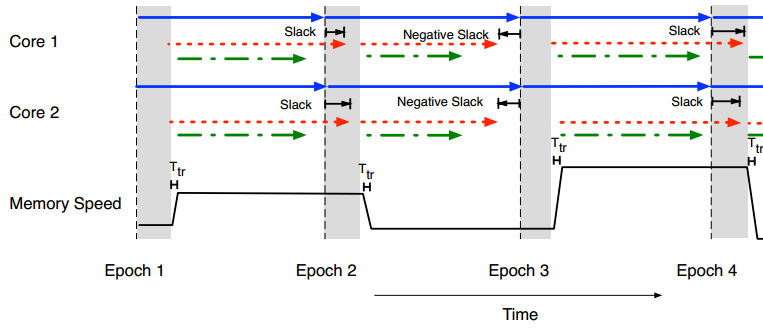 Core 1
Slack
Negative Slack
Slack
Core 2
Slack
Negative Slack
Slack
Ttr
Ttr
Ttr
Ttr
Memory Speed
Epoch 1
Epoch 2
Epoch 3
Epoch 4
Time